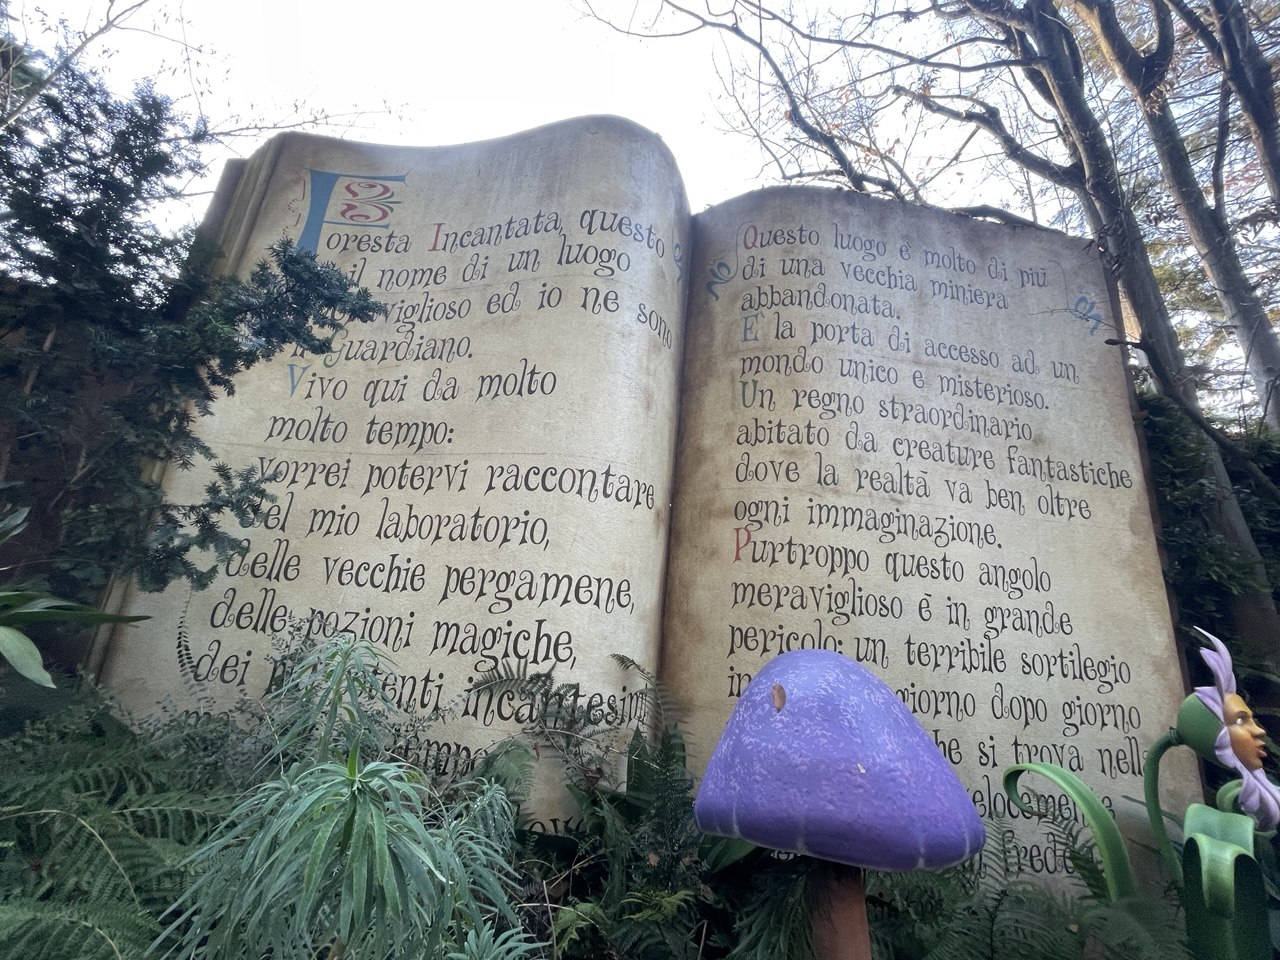 Foresta Incantata, questo
il nome di un luogo
viglioso ed io ne sono
il Guardiano.
Vivo qui da molto
molto tempo:
vorrei potervi raccontare
del mio laboratorio,
delle vecchie pergamene,
delle pozioni magiche,
dei incantesimi
Questo luogo è molto di più
di una vecchia miniera
abbandonata.
È la porta di accesso ad un
mondo unico e misterioso.
Un regno straordinario
abitato da creature fantastiche
dove la realtà va ben oltre
ogni immaginazione.
Purtroppo questo angolo
meraviglioso è in grande
pericolo: un terribile sortilegio
giorno dopo giorno
che si trova nella
velocemente